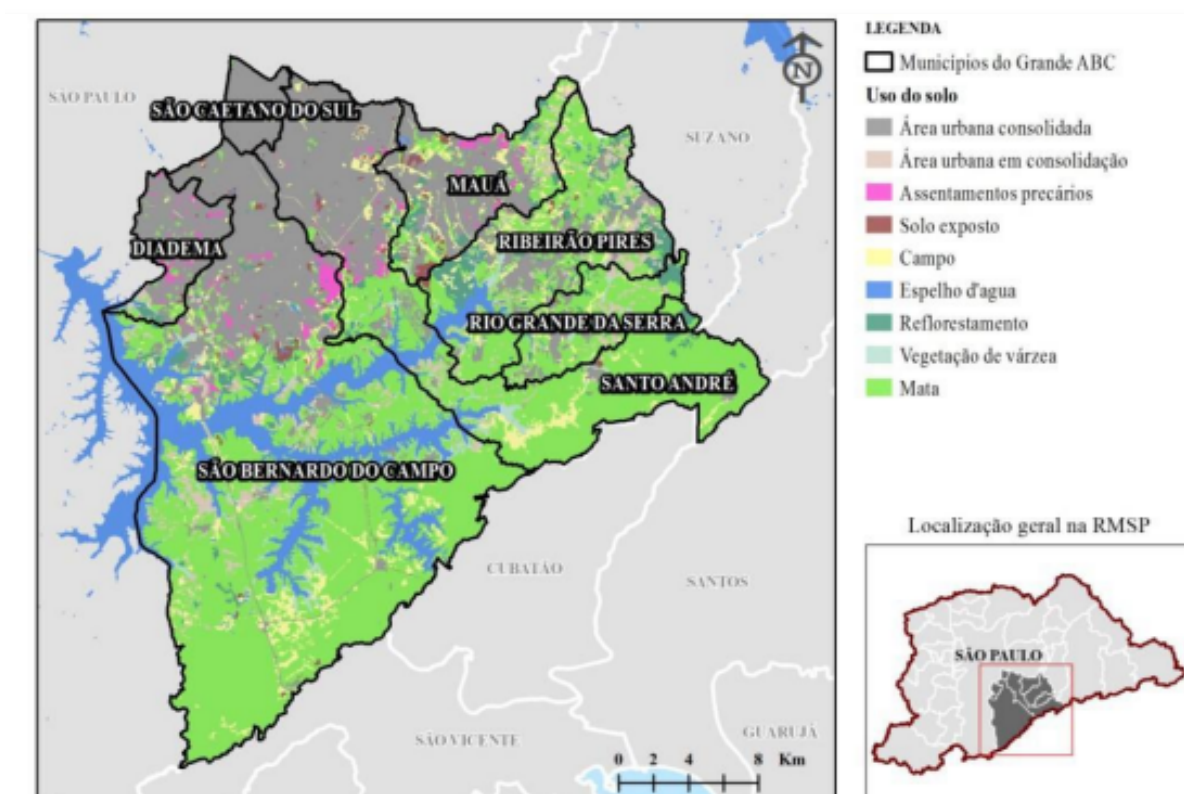 SÃO PAULO
SÃO CAETANO DO SUL
SUZANO
MAUÁ
DIADEMA
RIBEIRÃO PIRES
RIO GRANDE DA SERRA
SANTO ANDRÉ
SÃO BERNARDO DO CAMPO
CUBATÃO
SANTOS
SÃO VICENTE
GUARUJÁ
N
0 2 4 8 Km
LEGENDA
Municípios do Grande ABC
Uso do solo
Área urbana consolidada
Área urbana em consolidação
Assentamentos precários
Solo exposto
Campo
Espelho d'agua
Reflorestamento
Vegetação de várzea
Mata
Localização geral na RMSP
SÃO PAULO